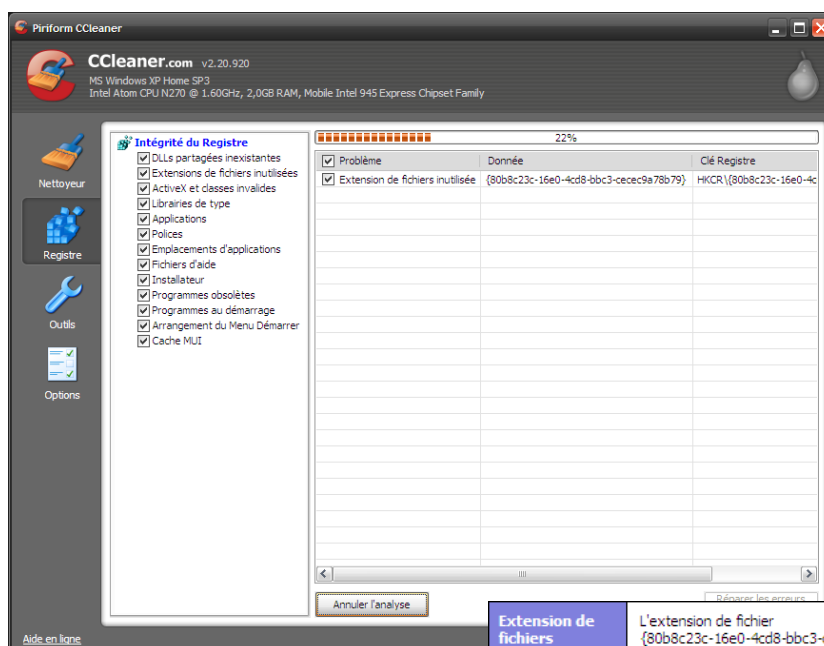 Piriform CCleaner
CCleaner.com v2.20.920
MS Windows XP Home SP3
Intel Atom CPU N270 @ 1.60GHz, 2,0GB RAM, Mobile Intel 945 Express Chipset Family
Nettoyeur
Registre
Outils
Options
Intégrité du Registre
DLLs partagées inexistantes
Extensions de fichiers inutilisées
ActiveX et classes invalides
Librairies de type
Applications
Polices
Emplacements d'applications
Fichiers d'aide
Installateur
Programmes obsolètes
Programmes au démarrage
Arrangement du Menu Démarrer
Cache MUI
22%
Problème Donnée Clé Registre
Extension de fichiers inutilisée {80b8c23c-16e0-4cd8-bbc3-cecec9a78b79} HKCR\{80b8c23c-16e0-4c
Annuler l'analyse
Réparer les erreurs
Extension de fichiers
L'extension de fichier
{80b8c23c-16e0-4cd8-bbc3-c
Aide en ligne